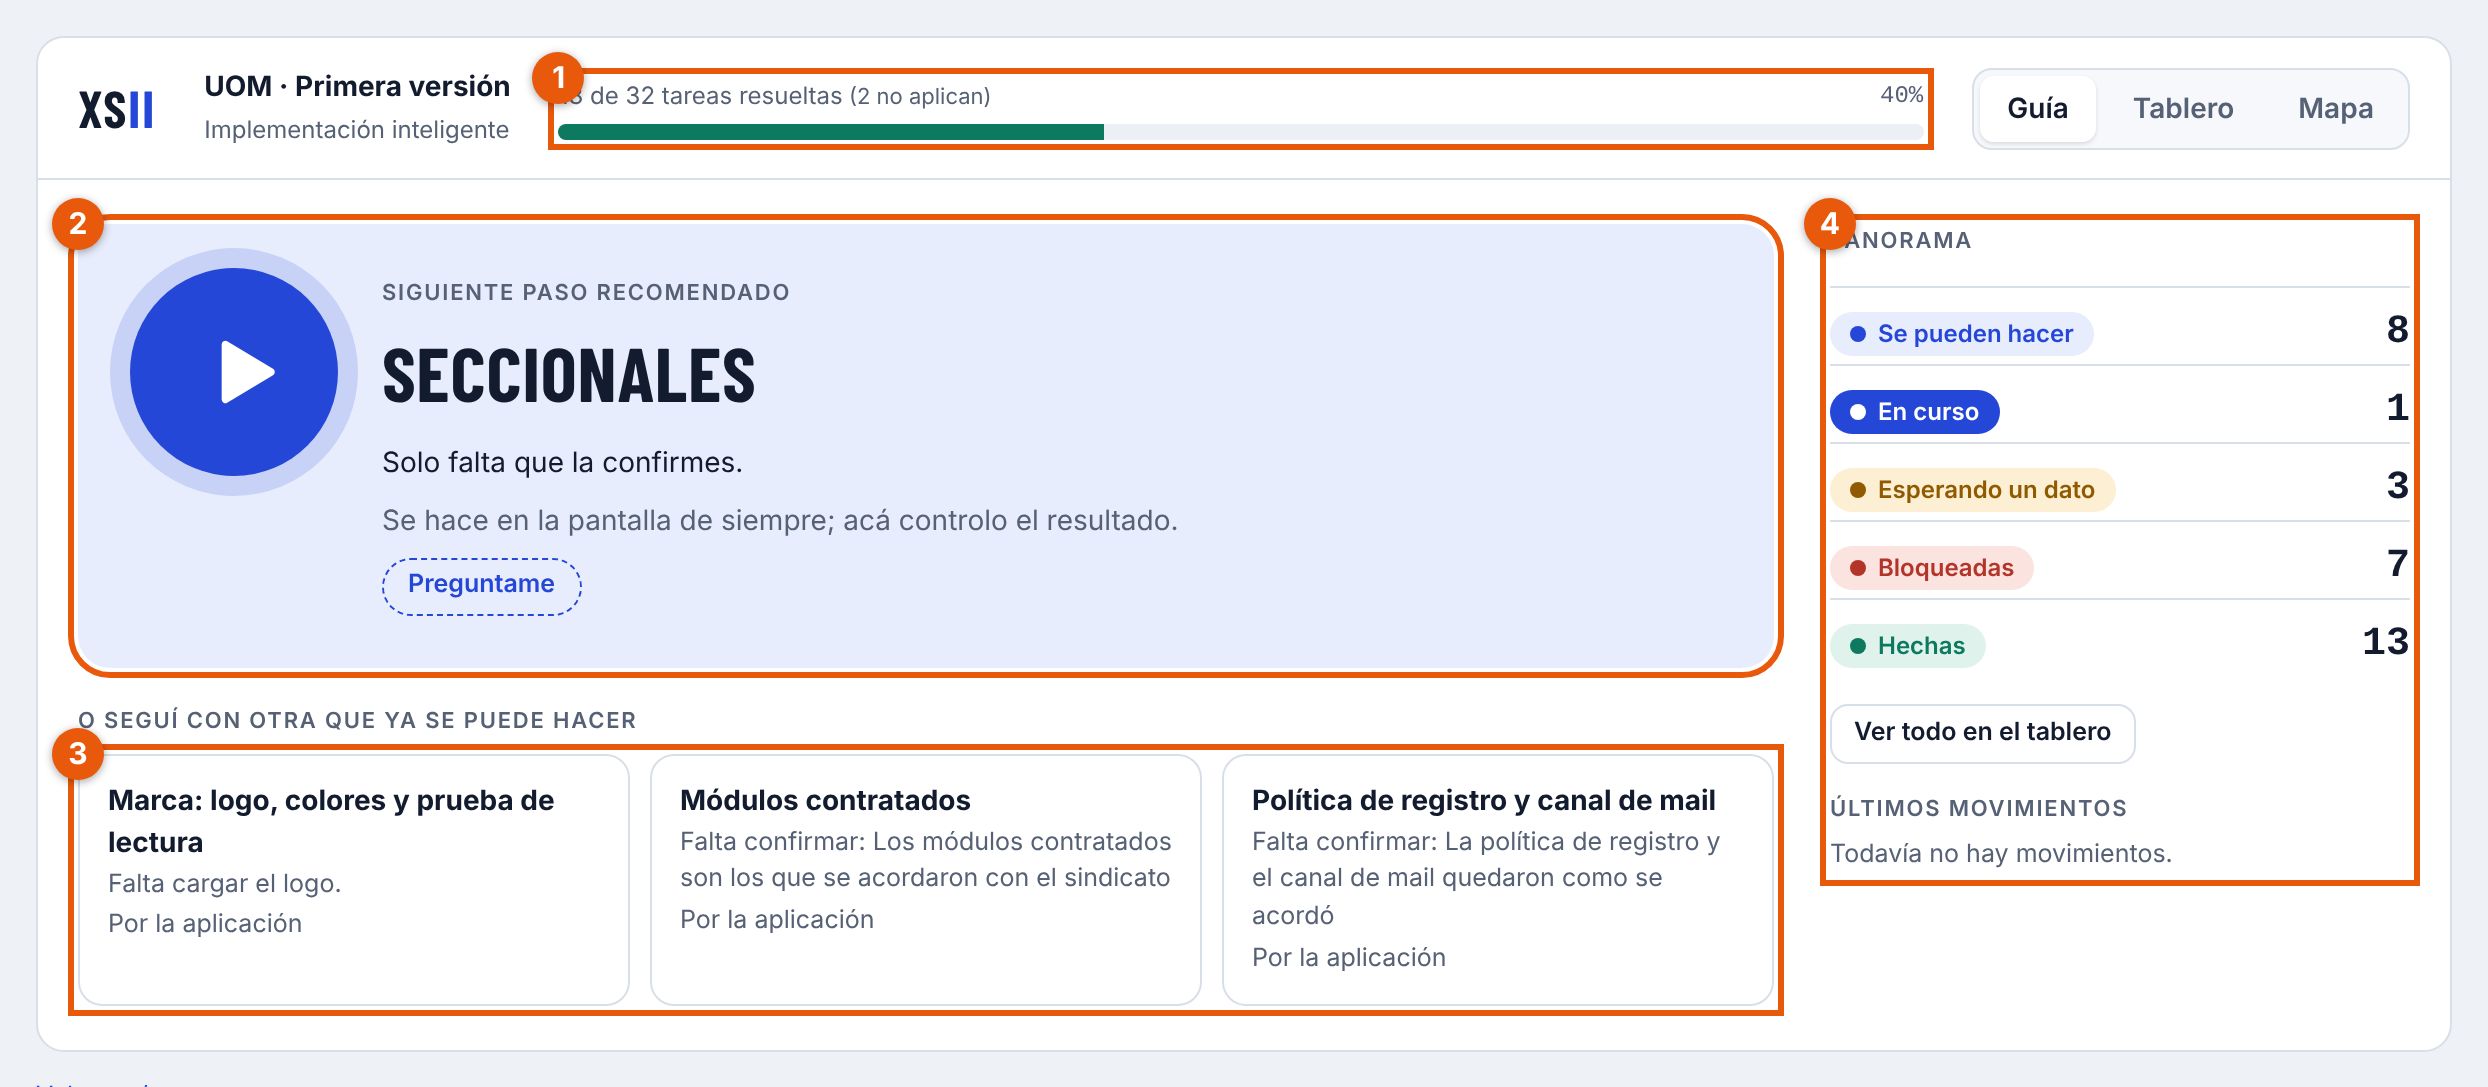 XSII
UOM · Primera versión
Implementación inteligente
1
de 32 tareas resueltas (2 no aplican)
40%
Guía
Tablero
Mapa
2
SIGUIENTE PASO RECOMENDADO
SECCIONALES
Solo falta que la confirmes.
Se hace en la pantalla de siempre; acá controlo el resultado.
Preguntame
O SEGUÍ CON OTRA QUE YA SE PUEDE HACER
3
Marca: logo, colores y prueba de
lectura
Falta cargar el logo.
Por la aplicación
Módulos contratados
Falta confirmar: Los módulos contratados
son los que se acordaron con el sindicato
Por la aplicación
Política de registro y canal de mail
Falta confirmar: La política de registro y
el canal de mail quedaron como se
acordó
Por la aplicación
4
ANORAMA
Se pueden hacer
8
En curso
1
Esperando un dato
3
Bloqueadas
7
Hechas
13
Ver todo en el tablero
ÚLTIMOS MOVIMIENTOS
Todavía no hay movimientos.